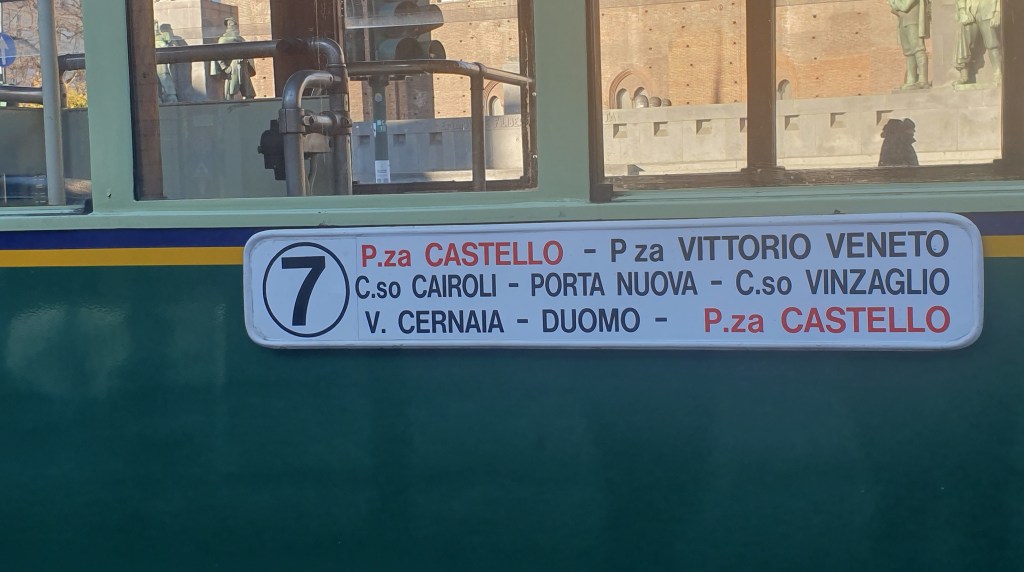 7
P.za CASTELLO - P za VITTORIO VENETO
C.so CAIROLI - PORTA NUOVA - C.so VINZAGLIO
V. CERNAIA - DUOMO - P.za CASTELLO